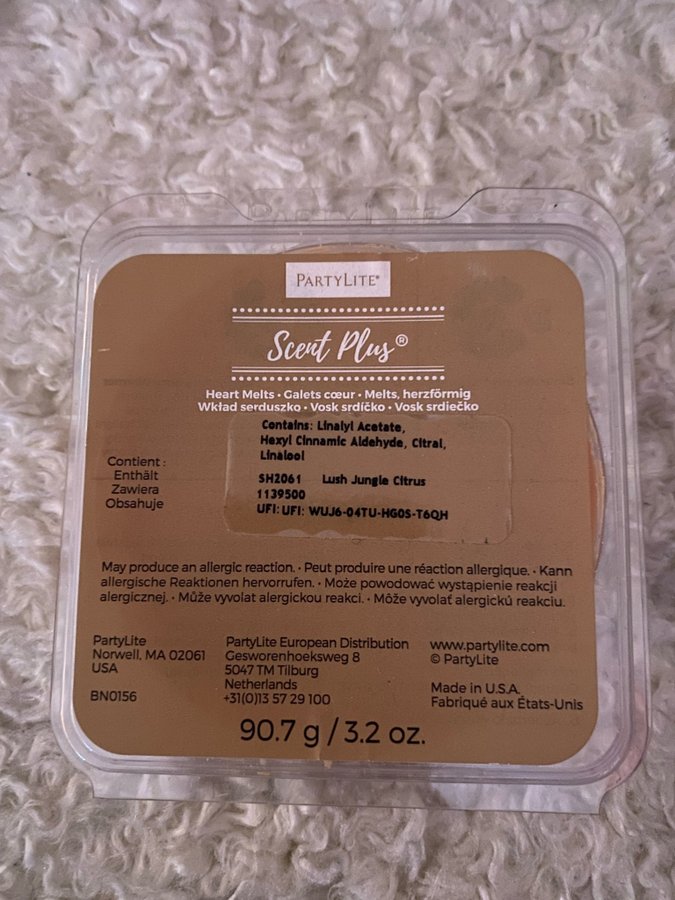 PARTYLITE
PARTYLITE®
Scent Plus®
Heart Melts • Galets cœur • Melts, herzförmig
Wkład serduszko • Vosk srdíčko • Vosk srdiečko
Contains: Linalyl Acetate,
Hexyl Cinnamic Aldehyde, Citral,
Linalool
Contient :
Enthält
Zawiera
Obsahuje
SH2061 Lush Jungle Citrus
1139500
UFI: UFI: WUJ6-04TU-HG0S-T6QH
May produce an allergic reaction. • Peut produire une réaction allergique. • Kann
allergische Reaktionen hervorrufen. • Może powodować wystąpienie reakcji
alergicznej. • Může vyvolat alergickou reakci. • Môže vyvolať alergickú reakciu.
PartyLite
Norwell, MA 02061
USA
BN0156
PartyLite European Distribution
Gesworenhoeksweg 8
5047 TM Tilburg
Netherlands
+31(0)13 57 29 100
www.partylite.com
© PartyLite
Made in U.S.A.
Fabriqué aux États-Unis
90.7 g / 3.2 oz.